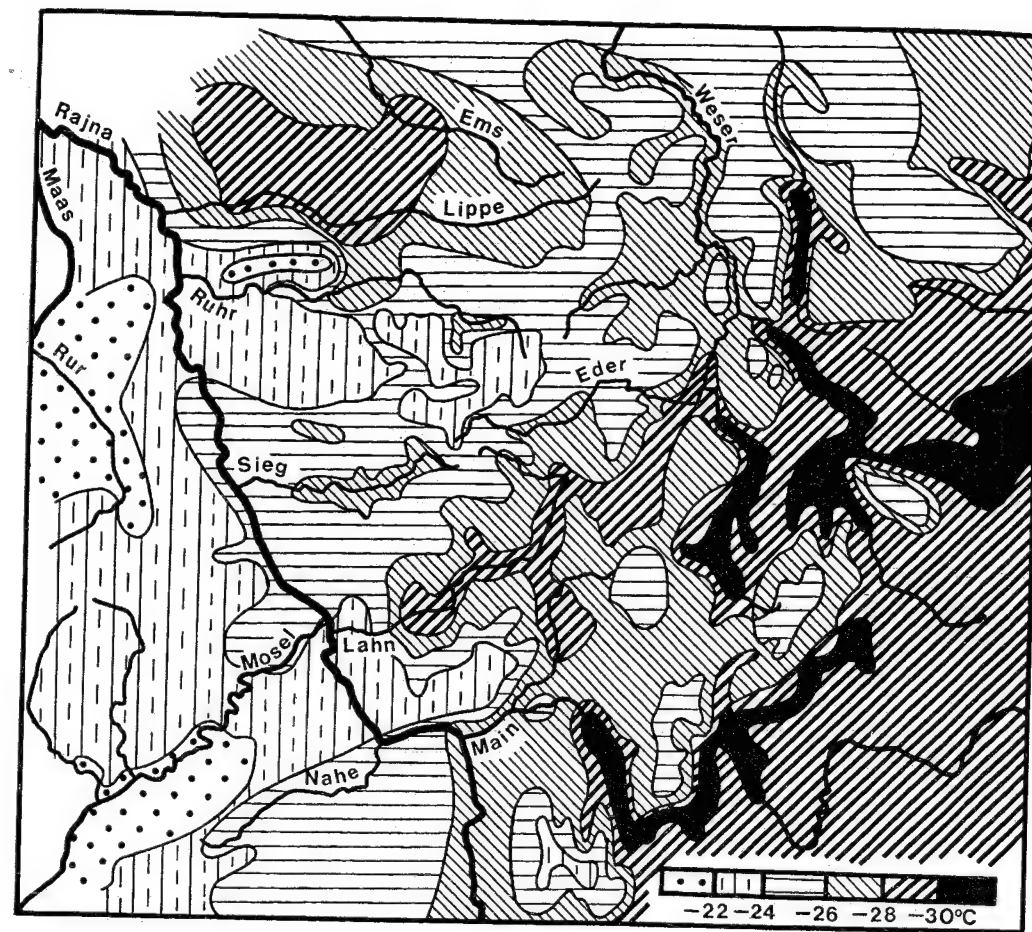 Rajna
Maas
Ems
Weser
Lippe
Ruhr
Rur
Eder
Sieg
Mosel
Lahn
Main
Nahe
-22 -24 -26 -28 -30°C